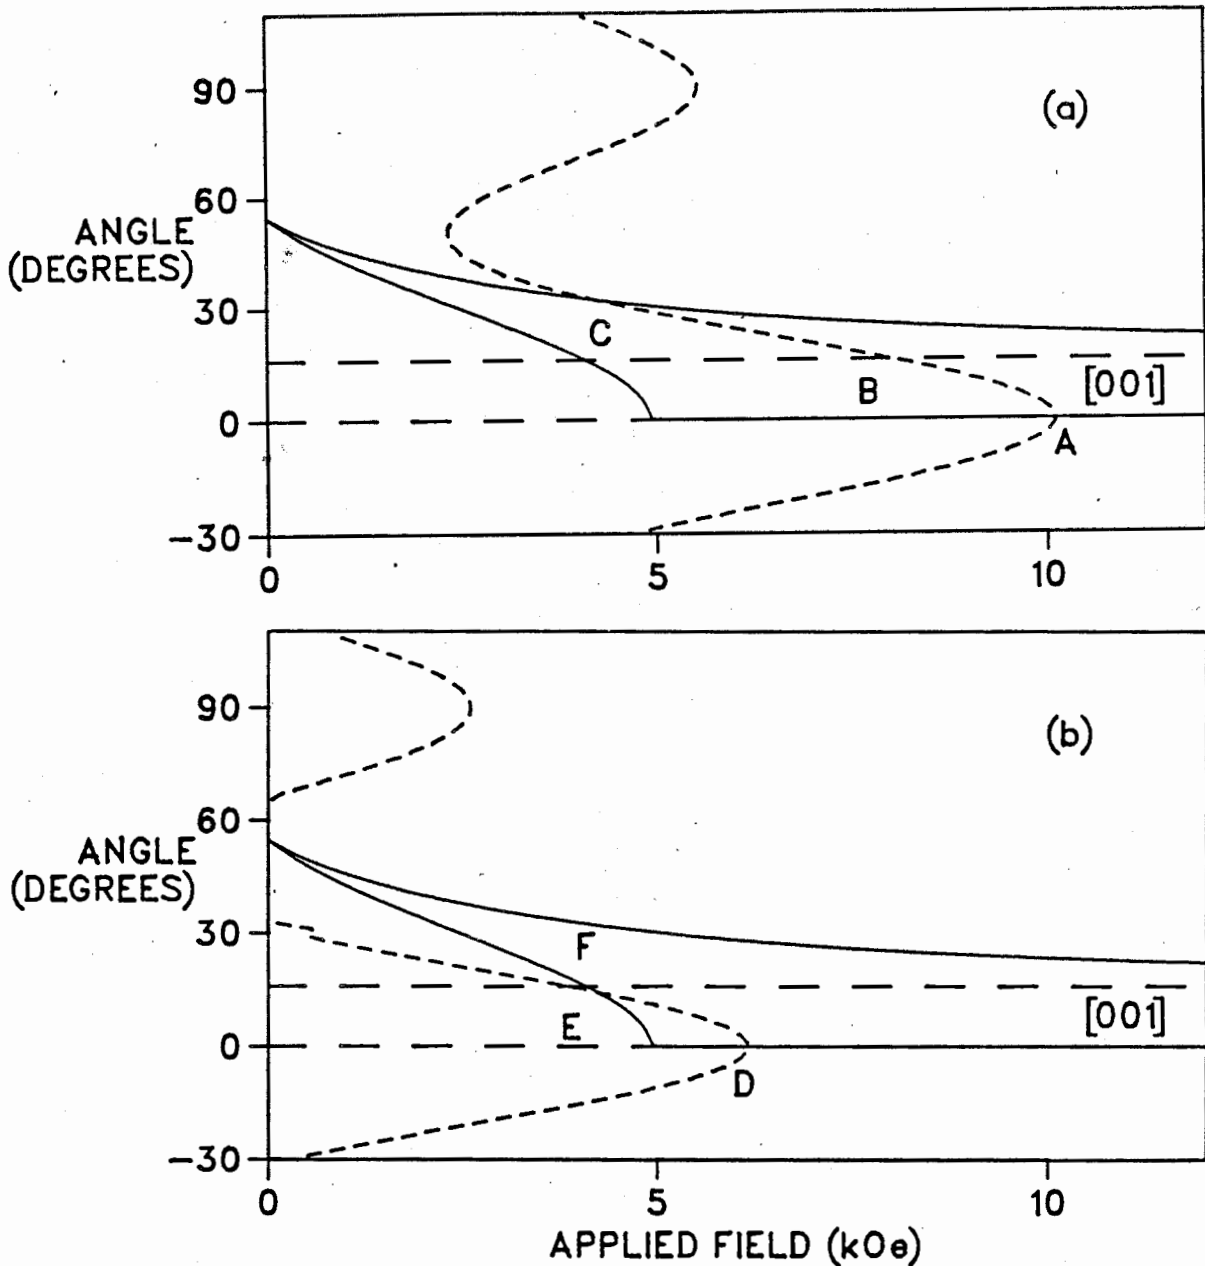 (a)
90
60
ANGLE
(DEGREES)
30
C
B
[001]
0
A
-30
0
5
10
(b)
90
60
ANGLE
(DEGREES)
30
F
E
[001]
0
D
-30
0
5
10
APPLIED FIELD (kOe)